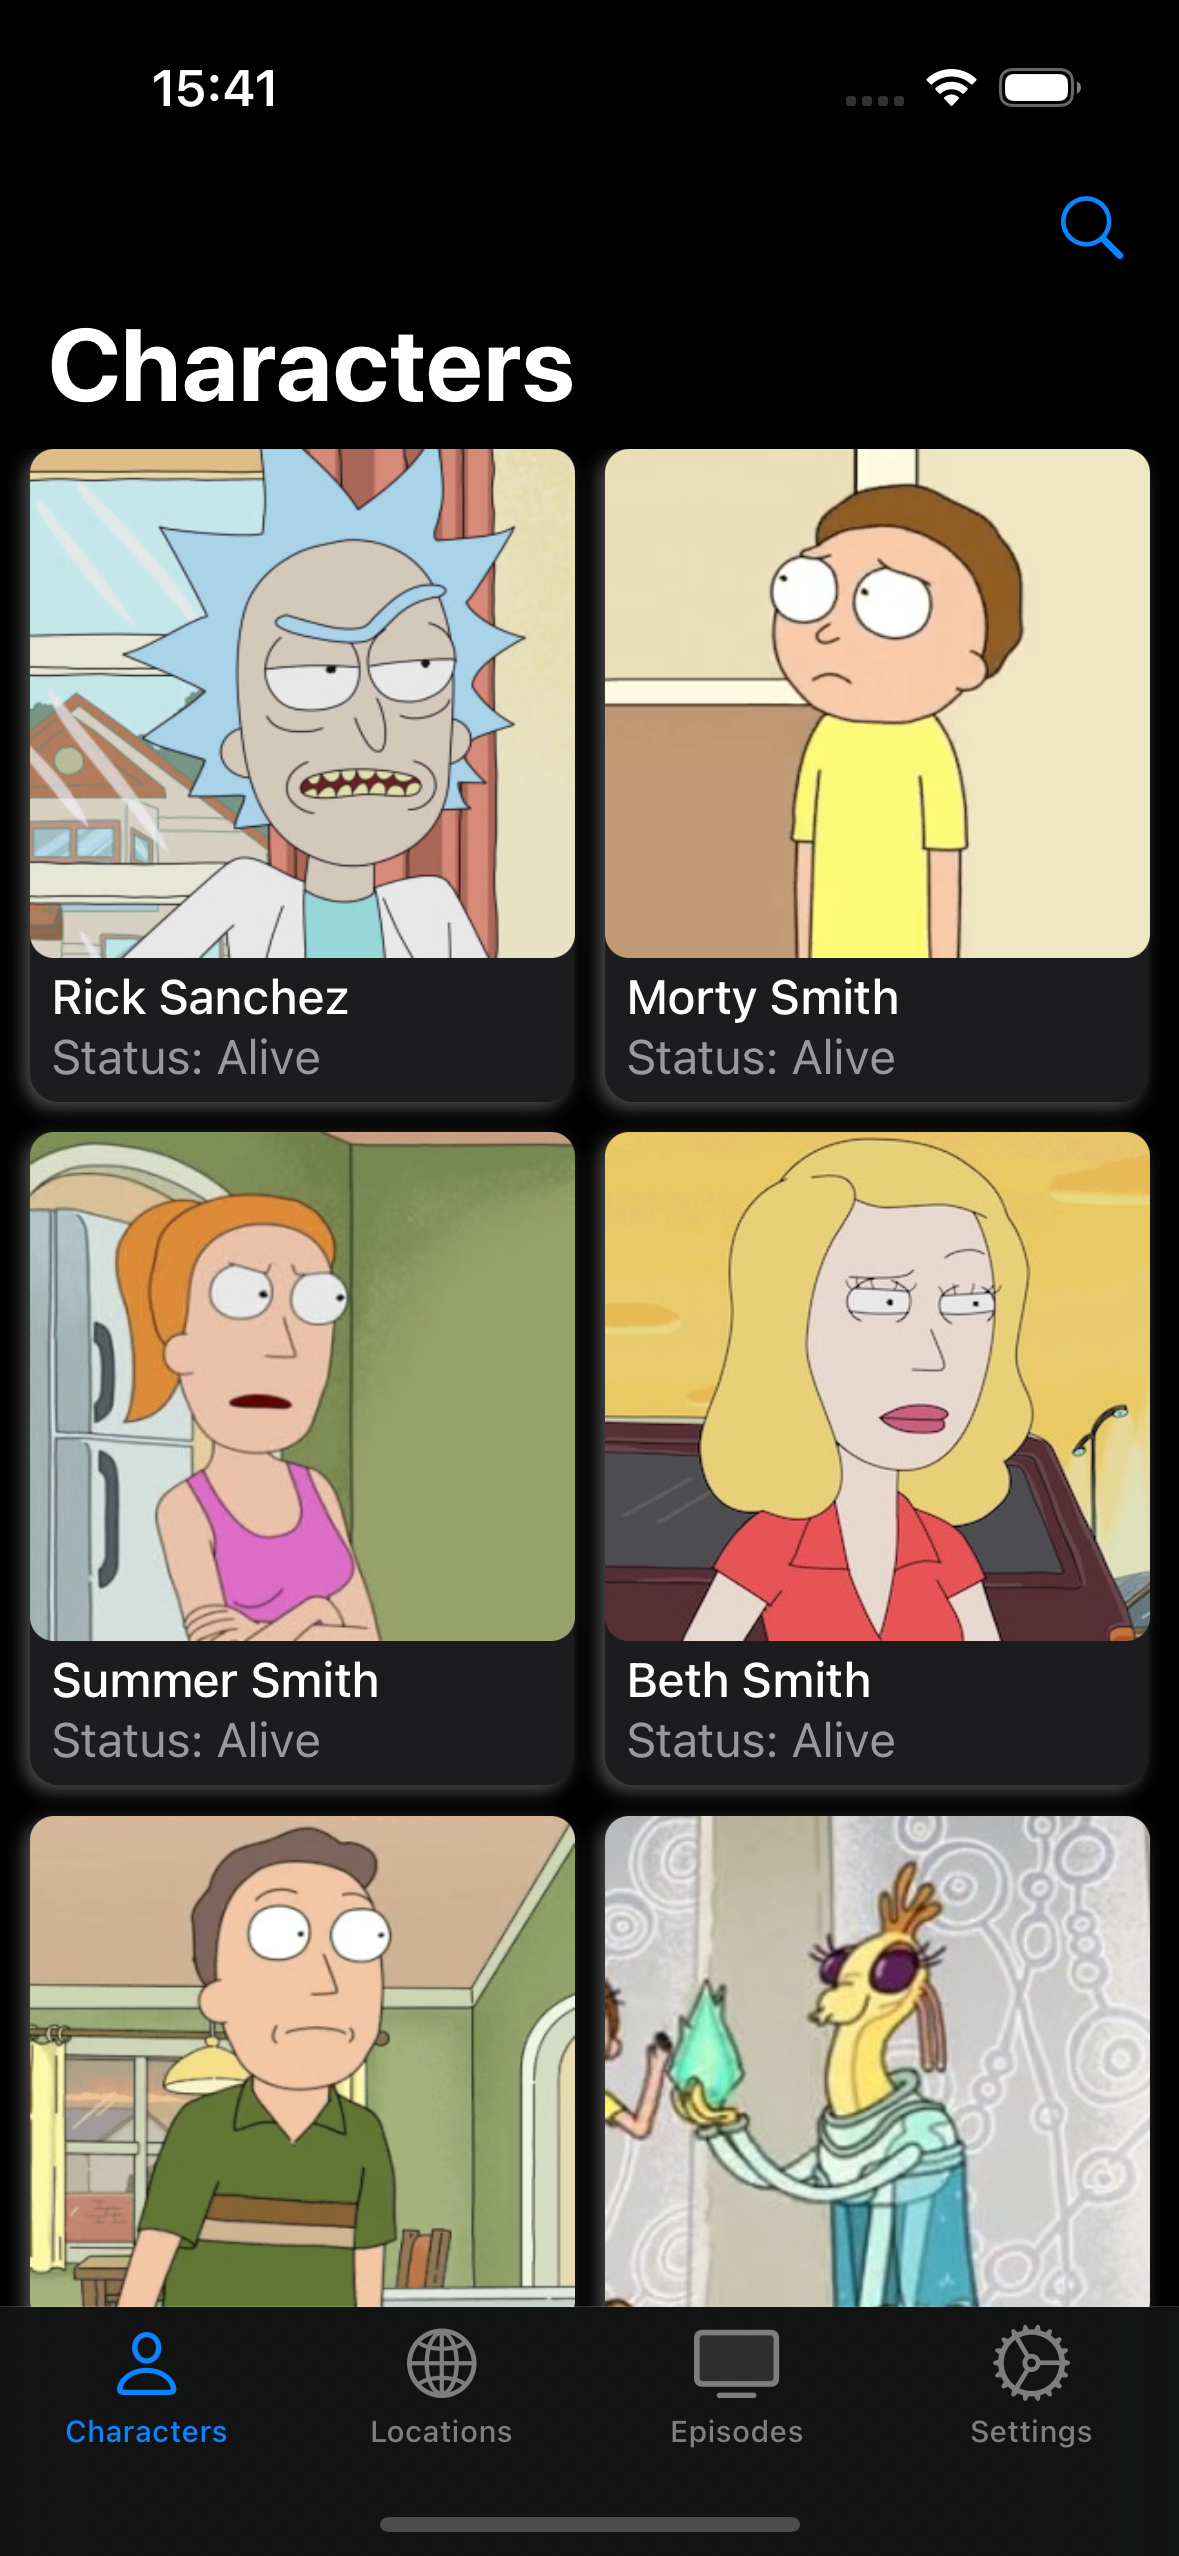 15:41
Characters
Rick Sanchez
Status: Alive
Morty Smith
Status: Alive
Summer Smith
Status: Alive
Beth Smith
Status: Alive
Characters
Locations
Episodes
Settings